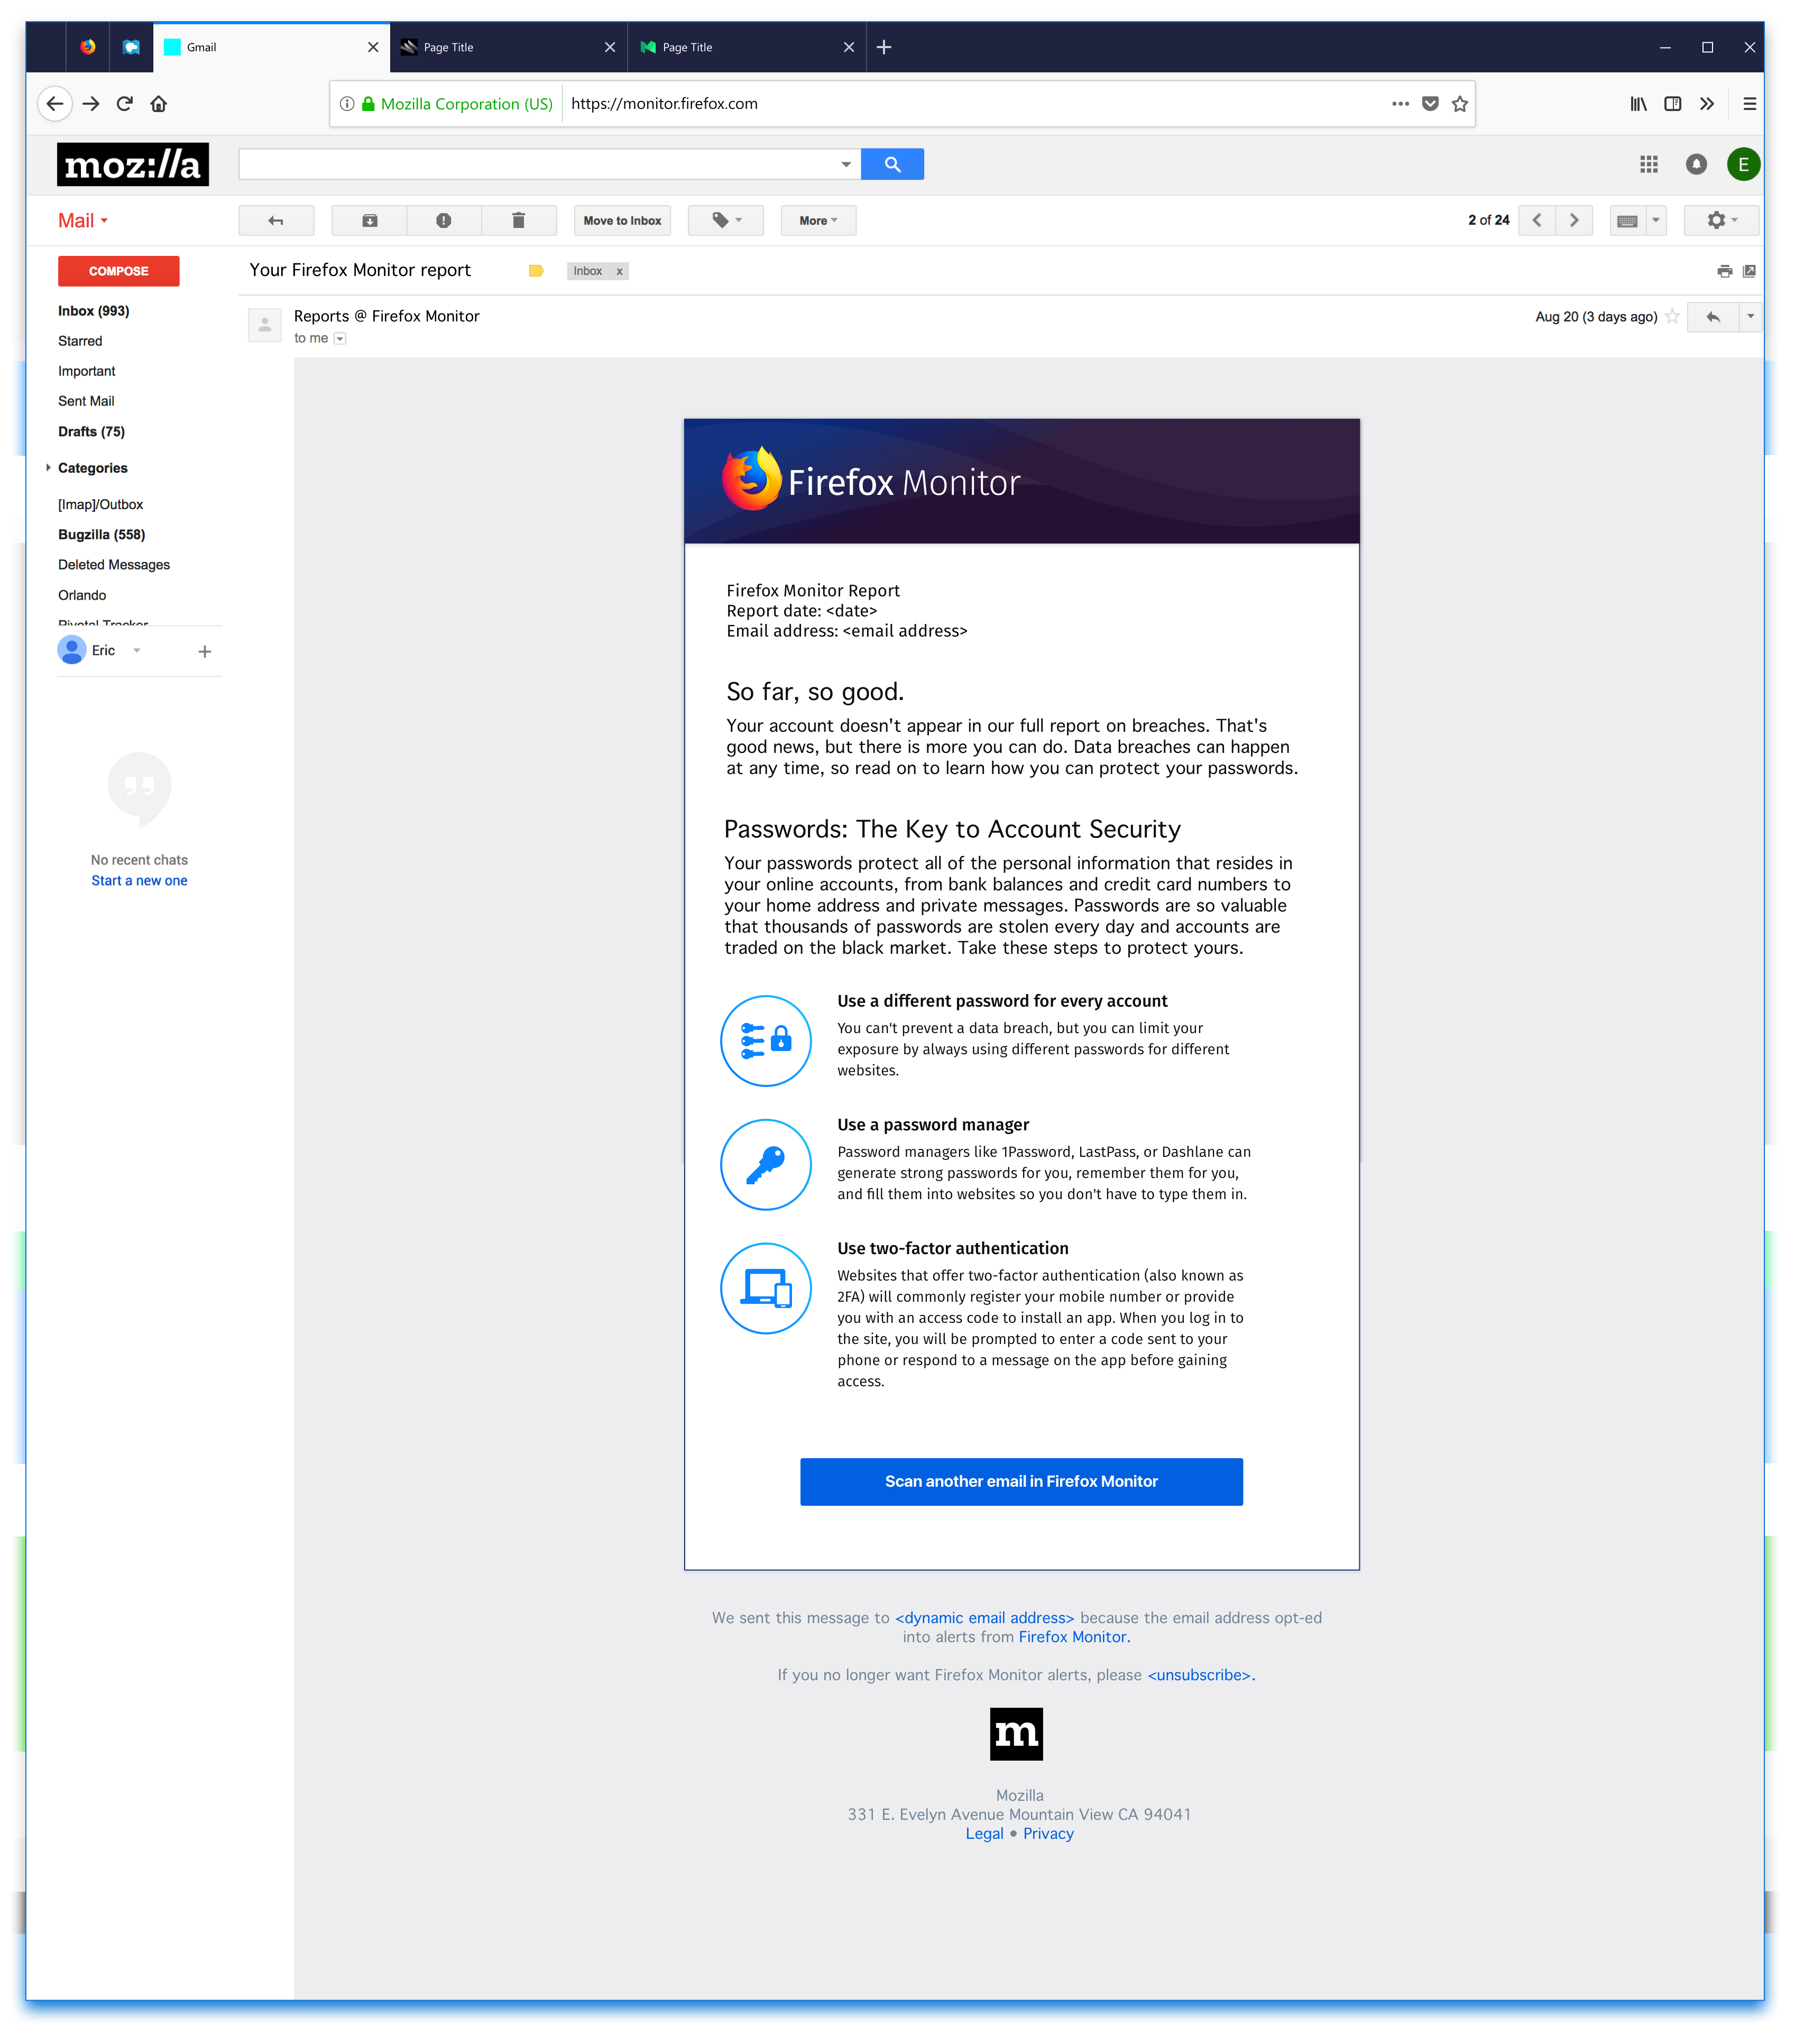 Gmail
Page Title
Page Title
Mozilla Corporation (US)
https://monitor.firefox.com
moz://a
E
Mail
Move to Inbox
More
2 of 24
COMPOSE
Your Firefox Monitor report
Inbox x
Inbox (993)
Starred
Important
Sent Mail
Drafts (75)
Categories
[Imap]/Outbox
Bugzilla (558)
Deleted Messages
Orlando
Pivotal Tracker
Eric
No recent chats
Start a new one
Reports @ Firefox Monitor
to me
Aug 20 (3 days ago)
Firefox Monitor
Firefox Monitor Report
Report date: <date>
Email address: <email address>
So far, so good.
Your account doesn't appear in our full report on breaches. That's
good news, but there is more you can do. Data breaches can happen
at any time, so read on to learn how you can protect your passwords.
Passwords: The Key to Account Security
Your passwords protect all of the personal information that resides in
your online accounts, from bank balances and credit card numbers to
your home address and private messages. Passwords are so valuable
that thousands of passwords are stolen every day and accounts are
traded on the black market. Take these steps to protect yours.
Use a different password for every account
You can't prevent a data breach, but you can limit your
exposure by always using different passwords for different
websites.
Use a password manager
Password managers like 1Password, LastPass, or Dashlane can
generate strong passwords for you, remember them for you,
and fill them into websites so you don't have to type them in.
Use two-factor authentication
Websites that offer two-factor authentication (also known as
2FA) will commonly register your mobile number or provide
you with an access code to install an app. When you log in to
the site, you will be prompted to enter a code sent to your
phone or respond to a message on the app before gaining
access.
Scan another email in Firefox Monitor
We sent this message to <dynamic email address> because the email address opt-ed
into alerts from Firefox Monitor.
If you no longer want Firefox Monitor alerts, please <unsubscribe>.
m
Mozilla
331 E. Evelyn Avenue Mountain View CA 94041
Legal • Privacy